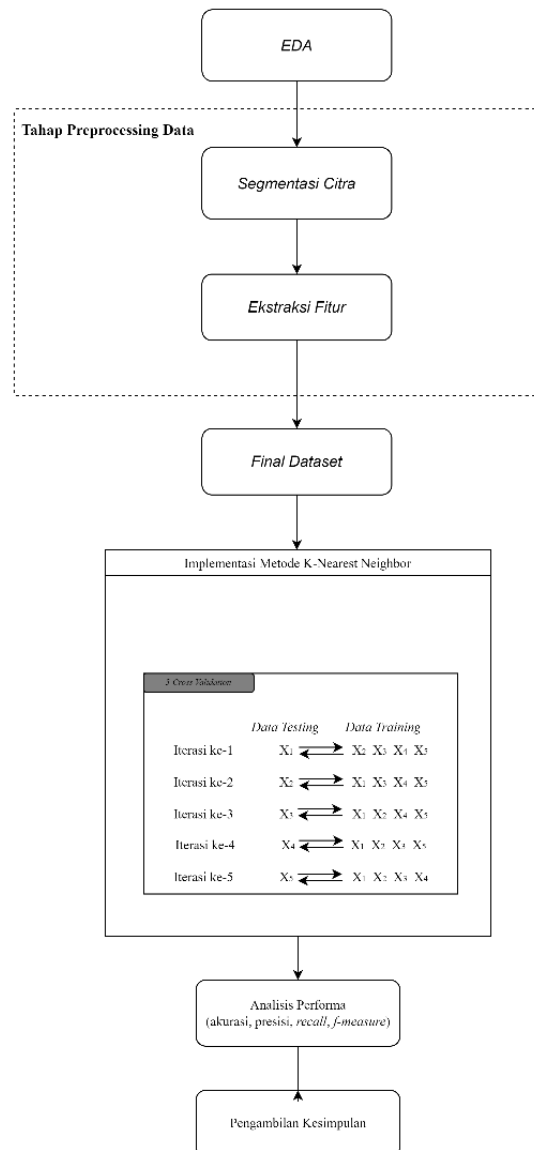 EDA
Tahap Preprocessing Data
Segmentasi Citra
Ekstraksi Fitur
Final Dataset
Implementasi Metode K-Nearest Neighbor
Cross Validation
Data Testing Data Training
Iterasi ke-1 X1 X2 X3 X4 X5
Iterasi ke-2 X2 X1 X3 X4 X5
Iterasi ke-3 X3 X1 X2 X4 X5
Iterasi ke-4 X4 X1 X2 X3 X5
Iterasi ke-5 X5 X1 X2 X3 X4
Analisis Performa
(akurasi, presisi, recall, f-measure)
Pengambilan Kesimpulan